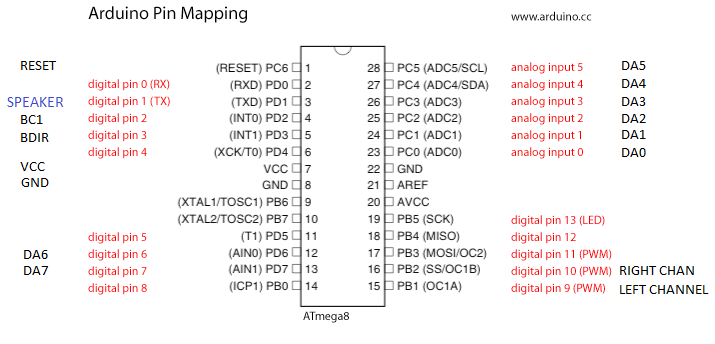 Arduino Pin Mapping www.arduino.cc
RESET (RESET) PC6 1 28 PC5 (ADC5/SCL) analog input 5 DA5
digital pin 0 (RX) (RXD) PD0 2 27 PC4 (ADC4/SDA) analog input 4 DA4
SPEAKER digital pin 1 (TX) (TXD) PD1 3 26 PC3 (ADC3) analog input 3 DA3
BC1 digital pin 2 (INT0) PD2 4 25 PC2 (ADC2) analog input 2 DA2
BDIR digital pin 3 (INT1) PD3 5 24 PC1 (ADC1) analog input 1 DA1
digital pin 4 (XCK/T0) PD4 6 23 PC0 (ADC0) analog input 0 DA0
VCC VCC 7 22 GND
GND GND 8 21 AREF
(XTAL1/TOSC1) PB6 9 20 AVCC
(XTAL2/TOSC2) PB7 10 19 PB5 (SCK) digital pin 13 (LED)
digital pin 5 (T1) PD5 11 18 PB4 (MISO) digital pin 12
DA6 digital pin 6 (AIN0) PD6 12 17 PB3 (MOSI/OC2) digital pin 11 (PWM)
DA7 digital pin 7 (AIN1) PD7 13 16 PB2 (SS/OC1B) digital pin 10 (PWM) RIGHT CHAN
digital pin 8 (ICP1) PB0 14 15 PB1 (OC1A) digital pin 9 (PWM) LEFT CHANNEL
ATmega8